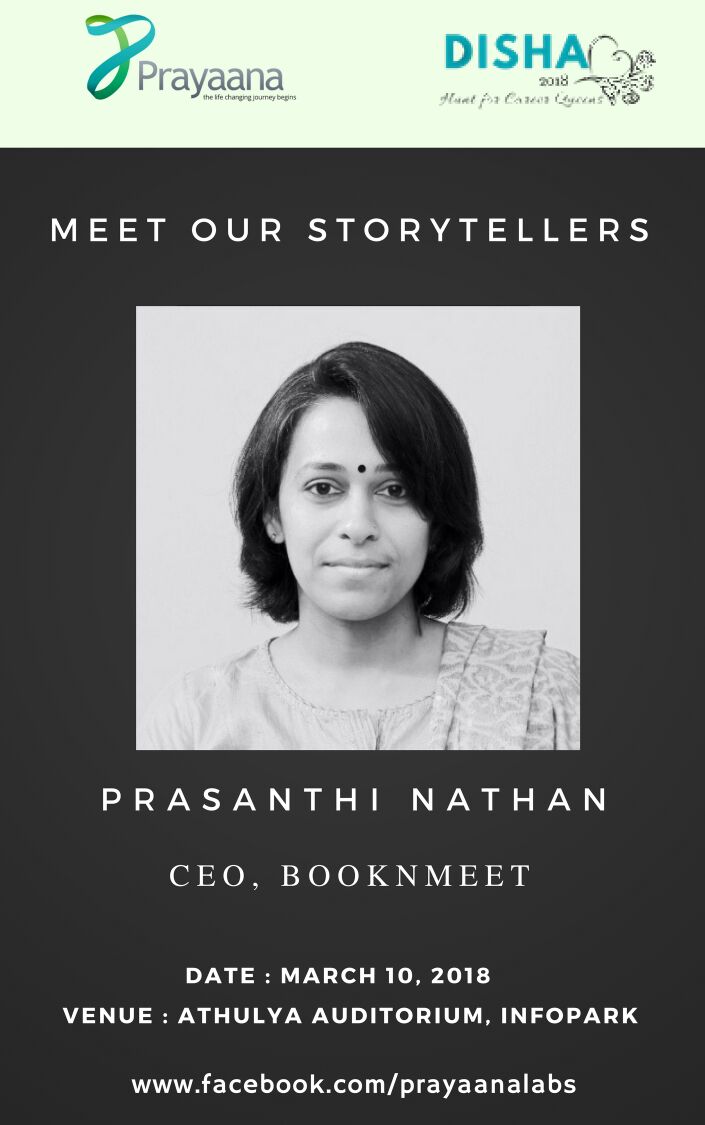 Prayaana
the life changing journey begins
DISHA
2018
Hunt for Career Queens
MEET OUR STORYTELLERS
PRASANTHI NATHAN
CEO, BOOKNMEET
DATE : MARCH 10, 2018
VENUE : ATHULYA AUDITORIUM, INFOPARK
www.facebook.com/prayaanalabs